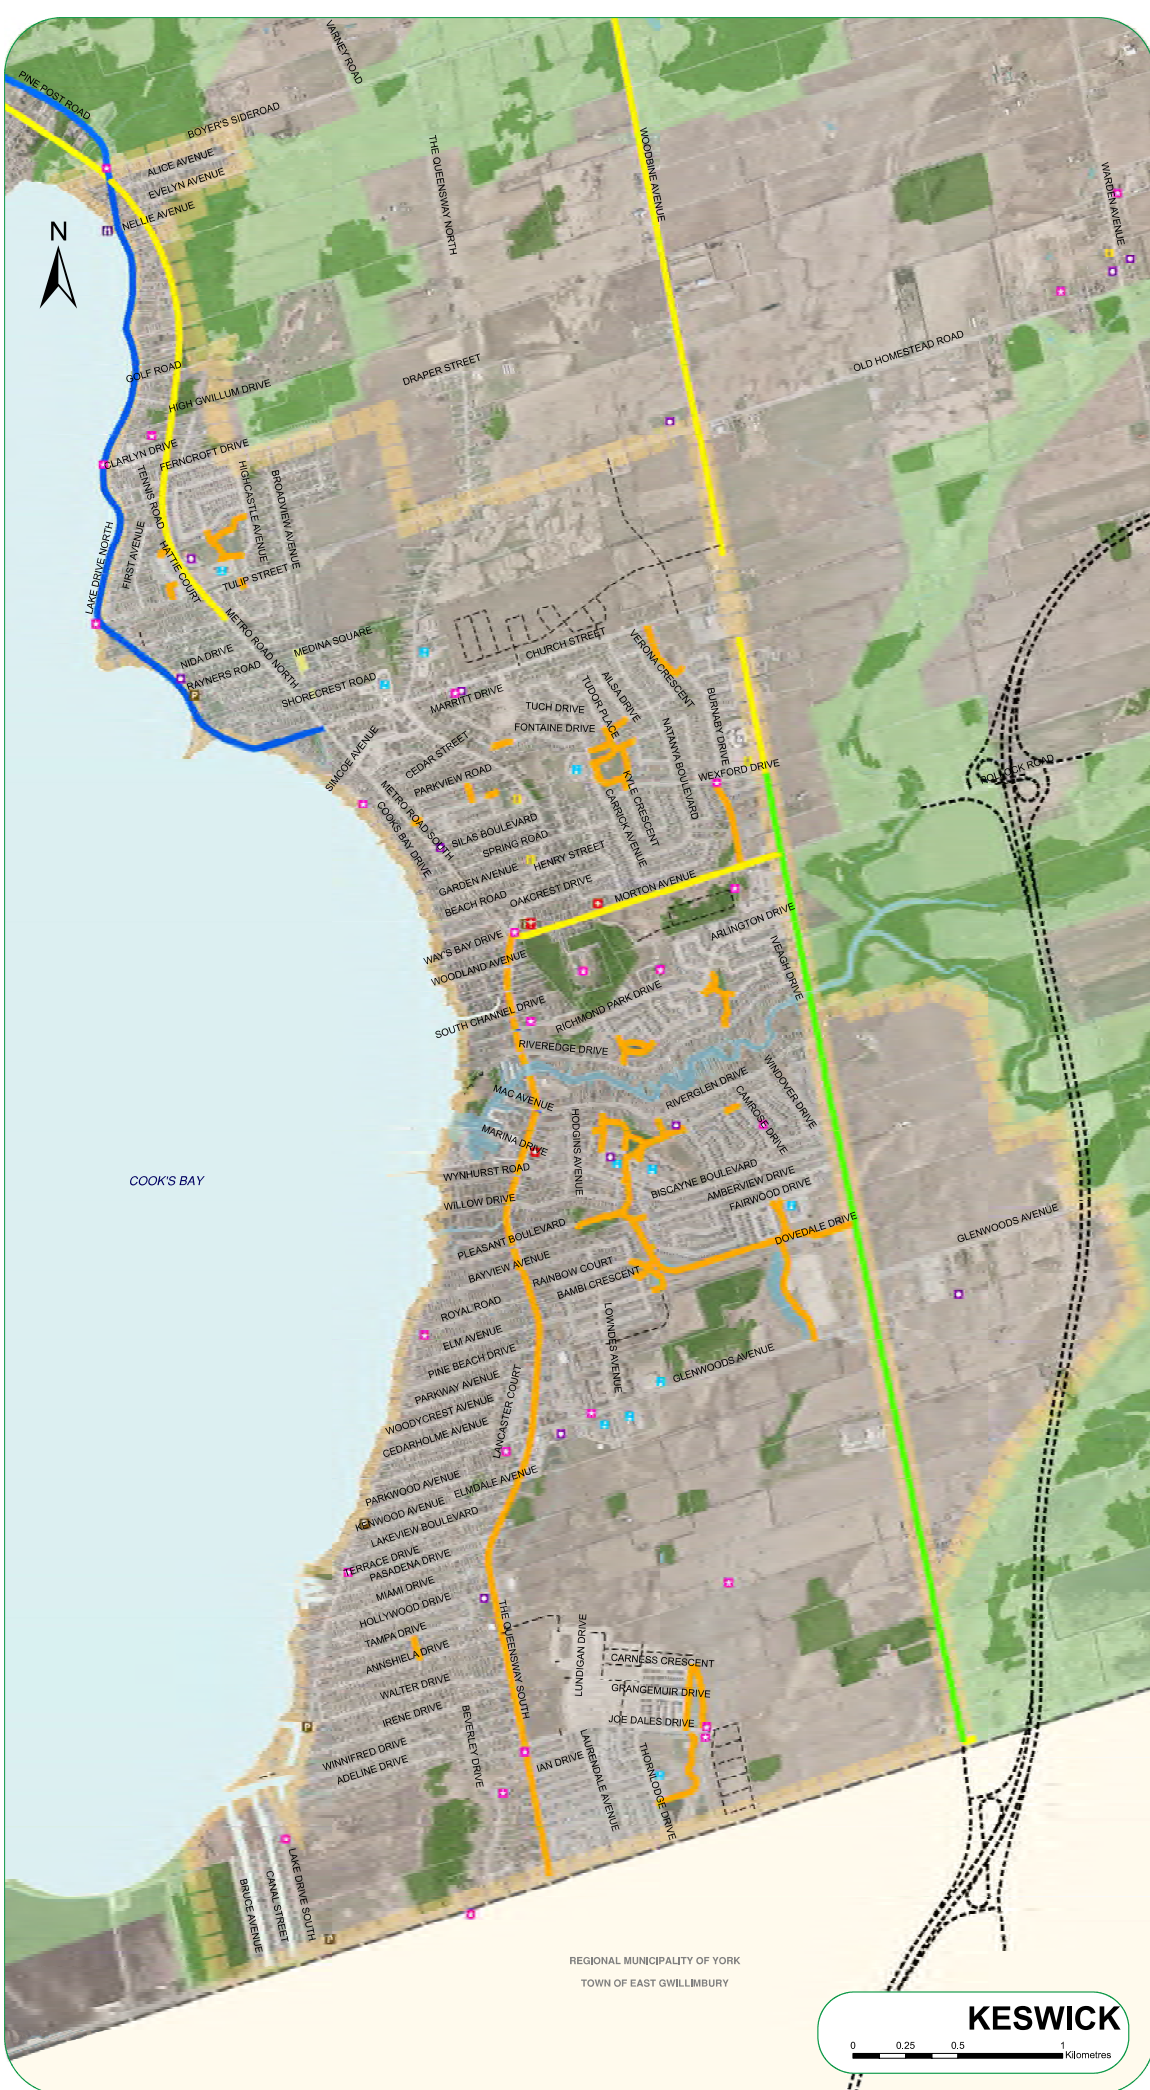 PINE POST ROAD
VARNEY ROAD
BOYER'S SIDEROAD
ALICE AVENUE
EVELYN AVENUE
NELLIE AVENUE
THE QUEENSWAY NORTH
WOODBINE AVENUE
WARDEN AVENUE
N
GOLF ROAD
HIGH GWILLUM DRIVE
DRAPER STREET
OLD HOMESTEAD ROAD
CLARLYN DRIVE
FERNCROFT DRIVE
TENNIS ROAD
HIGHCASTLE AVENUE
BROADVIEW AVENUE
LAKE DRIVE NORTH
FIRST AVENUE
HATTIE COURT
TULIP STREET
METRO ROAD NORTH
MEDINA SQUARE
NIDA DRIVE
RAYNERS ROAD
SHORECREST ROAD
CHURCH STREET
VERONA CRESCENT
MARRITT DRIVE
TUCH DRIVE
TUDOR PLACE
AILSA DRIVE
BURNABY DRIVE
FONTAINE DRIVE
NATANYA BOULEVARD
SIMCOE AVENUE
CEDAR STREET
PARKVIEW ROAD
WEXFORD DRIVE
POLLOCK ROAD
KYLE CRESCENT
CARRICK AVENUE
METRO ROAD SOUTH
COOKS BAY DRIVE
SILAS BOULEVARD
SPRING ROAD
HENRY STREET
GARDEN AVENUE
BEACH ROAD
OAKCREST DRIVE
MORTON AVENUE
ARLINGTON DRIVE
WAY'S BAY DRIVE
WOODLAND AVENUE
IVEAGH DRIVE
SOUTH CHANNEL DRIVE
RICHMOND PARK DRIVE
RIVEREDGE DRIVE
MAC AVENUE
RIVERGLEN DRIVE
WINDOVER DRIVE
CAMROSE DRIVE
HODGINS AVENUE
MARINA DRIVE
WYNHURST ROAD
COOK'S BAY
BISCAYNE BOULEVARD
AMBERVIEW DRIVE
FAIRWOOD DRIVE
WILLOW DRIVE
PLEASANT BOULEVARD
DOVEDALE DRIVE
GLENWOODS AVENUE
BAYVIEW AVENUE
RAINBOW COURT
BAMBI CRESCENT
ROYAL ROAD
LOWNDES AVENUE
ELM AVENUE
PINE BEACH DRIVE
GLENWOODS AVENUE
PARKWAY AVENUE
LANCASTER COURT
WOODYCREST AVENUE
CEDARHOLME AVENUE
PARKWOOD AVENUE
ELMDALE AVENUE
KENWOOD AVENUE
LAKEVIEW BOULEVARD
TERRACE DRIVE
PASADENA DRIVE
MIAMI DRIVE
HOLLYWOOD DRIVE
TAMPA DRIVE
THE QUEENSWAY SOUTH
LUNDIGAN DRIVE
ANNSHIELA DRIVE
CARNESS CRESCENT
WALTER DRIVE
GRANGEMUIR DRIVE
IRENE DRIVE
BEVERLEY DRIVE
JOE DALES DRIVE
WINNIFRED DRIVE
ADELINE DRIVE
IAN DRIVE
LAURENDALE AVENUE
THORNLODGE DRIVE
BRUCE AVENUE
CANAL STREET
LAKE DRIVE SOUTH
REGIONAL MUNICIPALITY OF YORK
TOWN OF EAST GWILLIMBURY
KESWICK
0 0.25 0.5 1
Kilometres